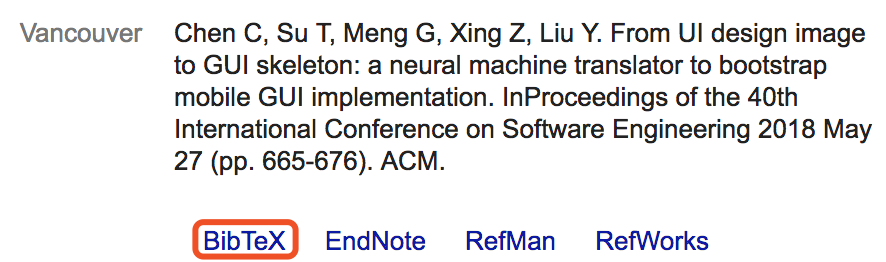 Vancouver Chen C, Su T, Meng G, Xing Z, Liu Y. From UI design image
to GUI skeleton: a neural machine translator to bootstrap
mobile GUI implementation. InProceedings of the 40th
International Conference on Software Engineering 2018 May
27 (pp. 665-676). ACM.
BibTeX EndNote RefMan RefWorks